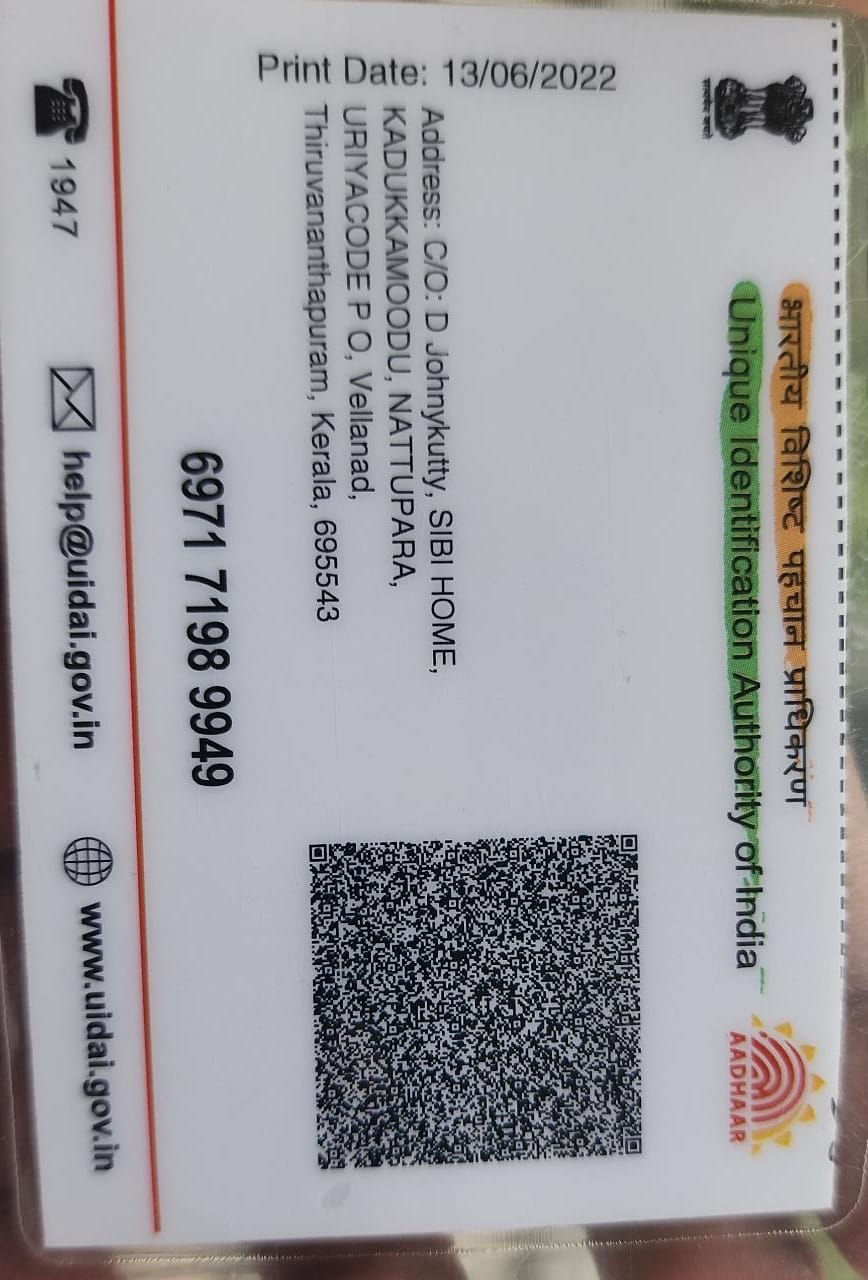 भारतीय विशिष्ट पहचान प्राधिकरण
Unique Identification Authority of India
AADHAAR
सत्यमेव जयते
Print Date: 13/06/2022
Address: C/O: D Johnykutty, SIBI HOME,
KADUKKAMOODU, NATTUPARA,
URIYACODE P O, Vellanad,
Thiruvananthapuram, Kerala, 695543
6971 7198 9949
1947
help@uidai.gov.in
www.uidai.gov.in